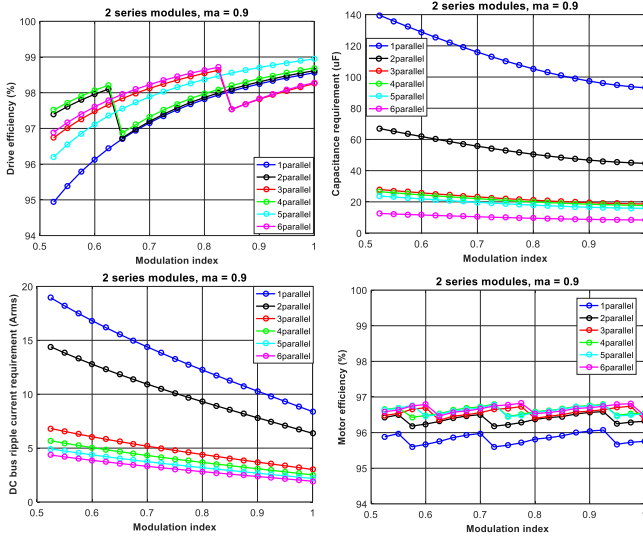 2 series modules, ma = 0.9
Drive efficiency (%)
99
100
98
97
96
95
94
0.5
0.6
0.7
0.8
0.9
1
Modulation index
1parallel
2parallel
3parallel
4parallel
5parallel
6parallel
2 series modules, ma = 0.9
Capacitance requirement (uF)
140
120
100
80
60
40
20
0
0.5
0.6
0.7
0.8
0.9
Modulation index
1parallel
2parallel
3parallel
4parallel
5parallel
6parallel
2 series modules, ma = 0.9
DC bus ripple current requirement (Arms)
20
15
10
5
0
0.5
0.6
0.7
0.8
0.9
1
Modulation index
1parallel
2parallel
3parallel
4parallel
5parallel
6parallel
2 series modules, ma = 0.9
Motor efficiency (%)
100
99
98
97
96
95
94
0.5
0.6
0.7
0.8
0.9
Modulation index
1parallel
2parallel
3parallel
4parallel
5parallel
6parallel